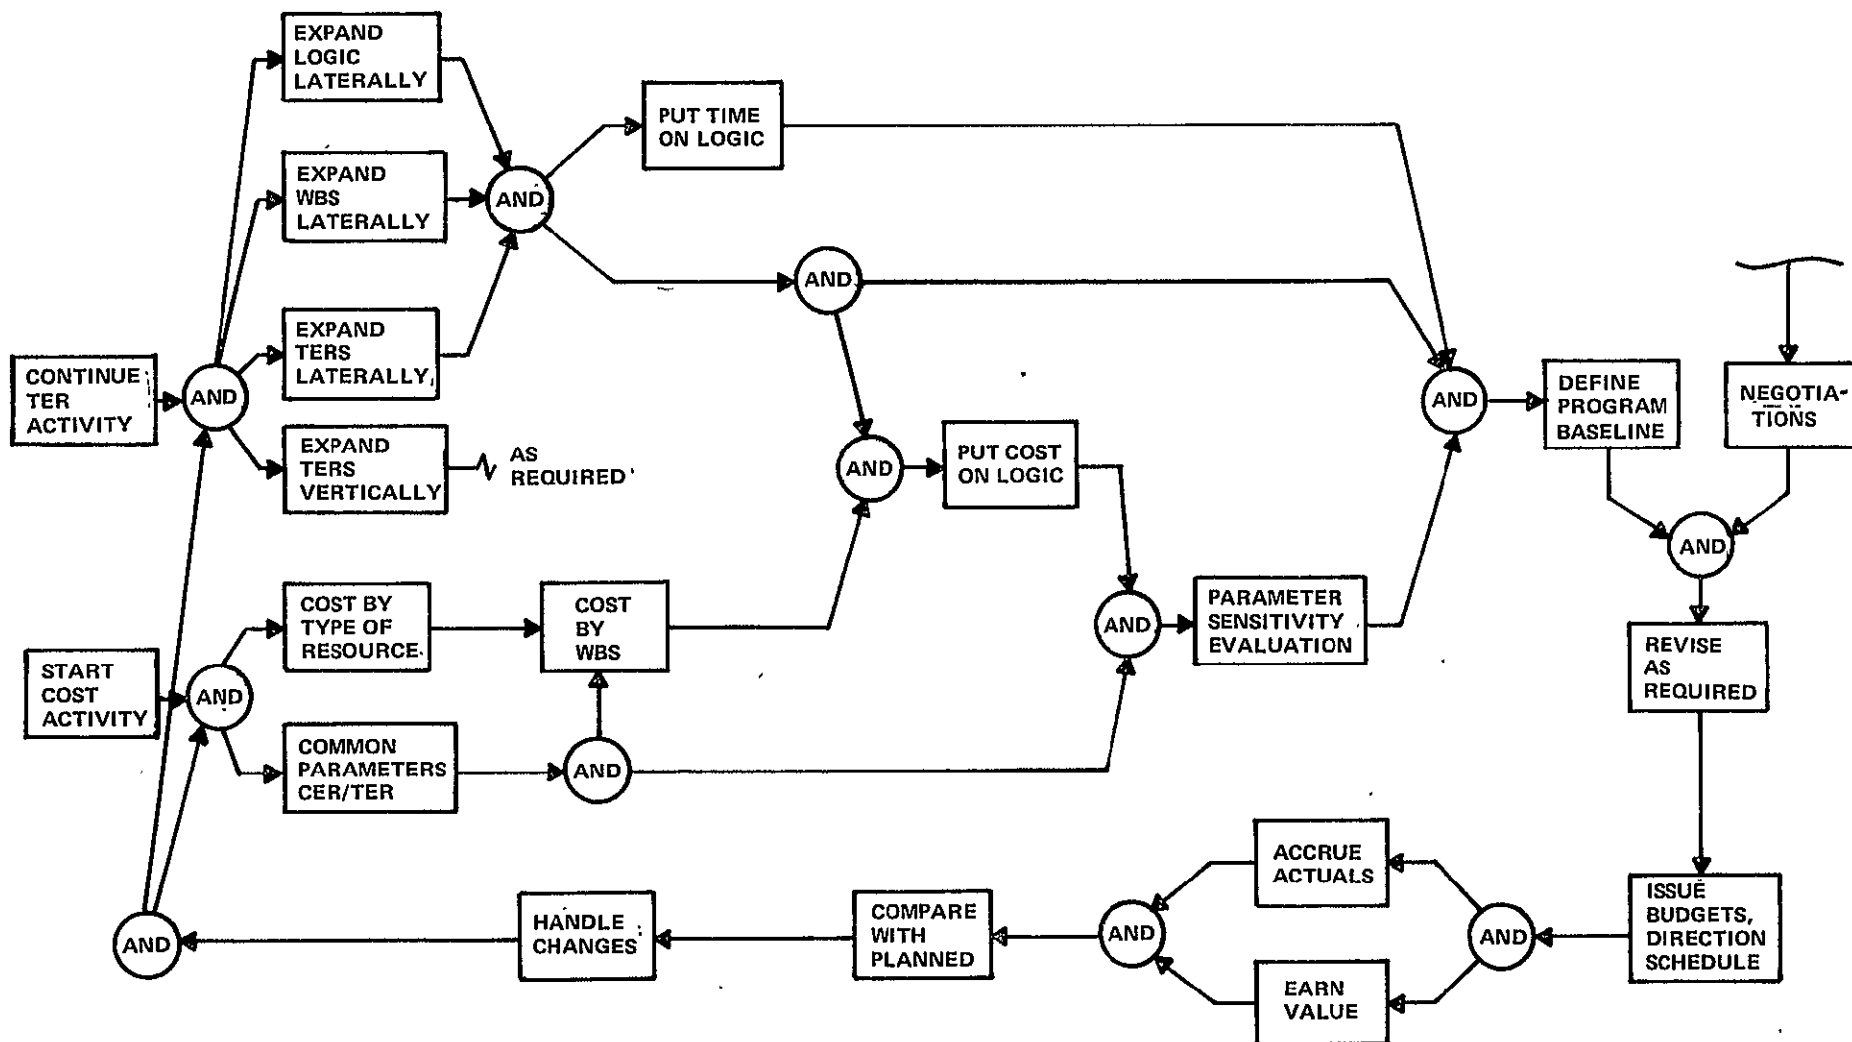 EXPAND
LOGIC
LATERALLY
PUT TIME
ON LOGIC
EXPAND
WBS
LATERALLY
AND
AND
EXPAND
TERS
LATERALLY
CONTINUE
TER
ACTIVITY
AND
AND
DEFINE
PROGRAM
BASELINE
NEGOTIA-
TIONS
EXPAND
TERS
VERTICALLY
AS
REQUIRED
AND
PUT COST
ON LOGIC
AND
COST BY
TYPE OF
RESOURCE
COST
BY
WBS
AND
PARAMETER
SENSITIVITY
EVALUATION
REVISE
AS
REQUIRED
START
COST
ACTIVITY
AND
COMMON
PARAMETERS
CER/TER
AND
ACCRUE
ACTUALS
AND
HANDLE
CHANGES
COMPARE
WITH
PLANNED
AND
AND
ISSUE
BUDGETS,
DIRECTION
SCHEDULE
EARN
VALUE